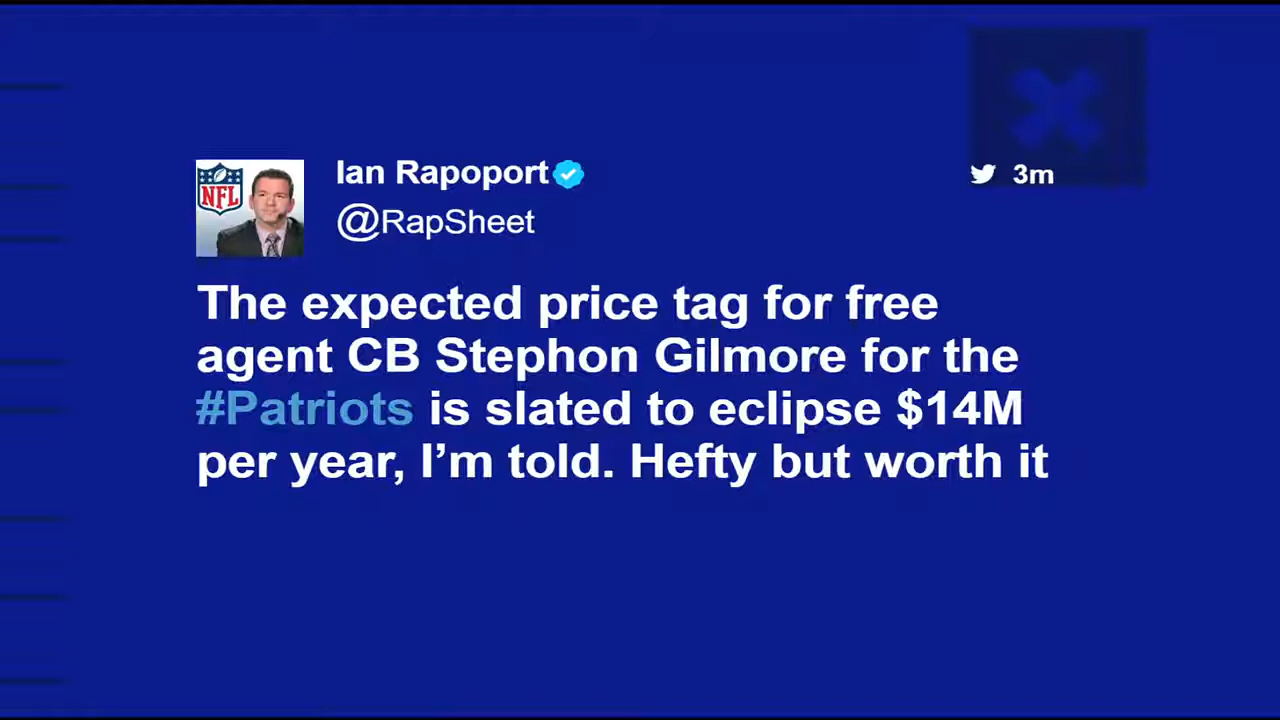 NFL
Ian Rapoport
3m
@RapSheet
The expected price tag for free
agent CB Stephon Gilmore for the
#Patriots is slated to eclipse $14M
per year, I’m told. Hefty but worth it